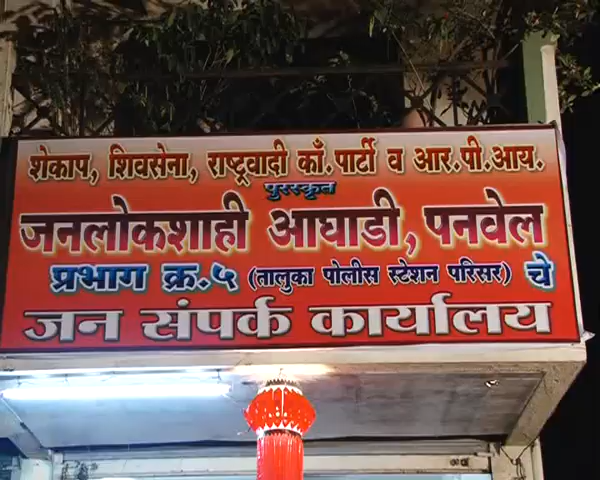 शेकाप, शिवसेना, राष्ट्रवादी काँ.पार्टी व आर.पी.आय.
पुरस्कृत
जनलोकशाही आघाडी, पनवेल
प्रभाग क्र.५ (तालुका पोलीस स्टेशन परिसर) चे
जन संपर्क कार्यालय